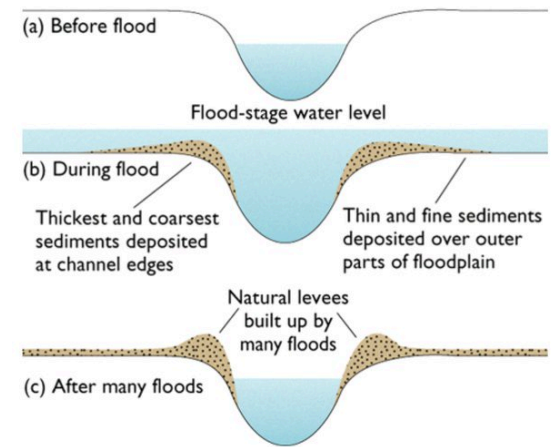 (a) Before flood
Flood-stage water level
(b) During flood
Thickest and coarsest
sediments deposited
at channel edges
Thin and fine sediments
deposited over outer
parts of floodplain
Natural levees
built up by
many floods
(c) After many floods